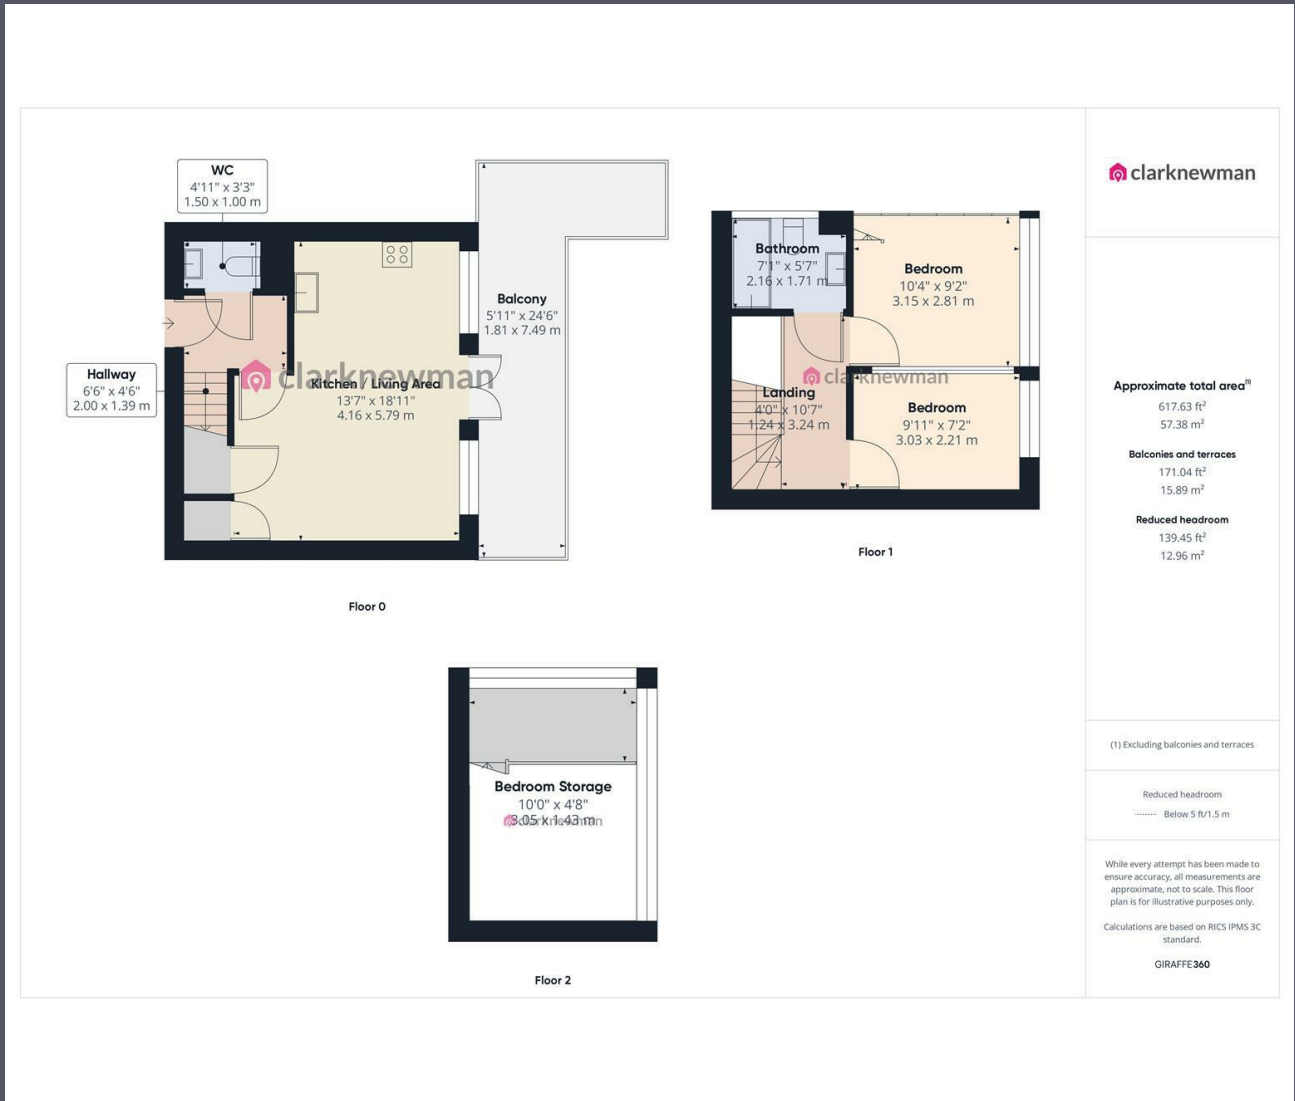 WC
4'11" x 3'3"
1.50 x 1.00 m
Hallway
6'6" x 4'6"
2.00 x 1.39 m
clarknewman
Kitchen / Living Area
13'7" x 18'11"
4.16 x 5.79 m
Balcony
5'11" x 24'6"
1.81 x 7.49 m
Floor 0
Bathroom
7'1" x 5'7"
2.16 x 1.71 m
Bedroom
10'4" x 9'2"
3.15 x 2.81 m
clarknewman
Landing
4'0" x 10'7"
1.24 x 3.24 m
Bedroom
9'11" x 7'2"
3.03 x 2.21 m
Floor 1
Bedroom Storage
10'0" x 4'8"
3.05 x 1.43 m
clarknewman
Floor 2
clarknewman
Approximate total area⁽¹⁾
617.63 ft²
57.38 m²
Balconies and terraces
171.04 ft²
15.89 m²
Reduced headroom
139.45 ft²
12.96 m²
(1) Excluding balconies and terraces
Reduced headroom
Below 5 ft/1.5 m
While every attempt has been made to
ensure accuracy, all measurements are
approximate, not to scale. This floor
plan is for illustrative purposes only.
Calculations are based on RICS IPMS 3C
standard.
GIRAFFE360